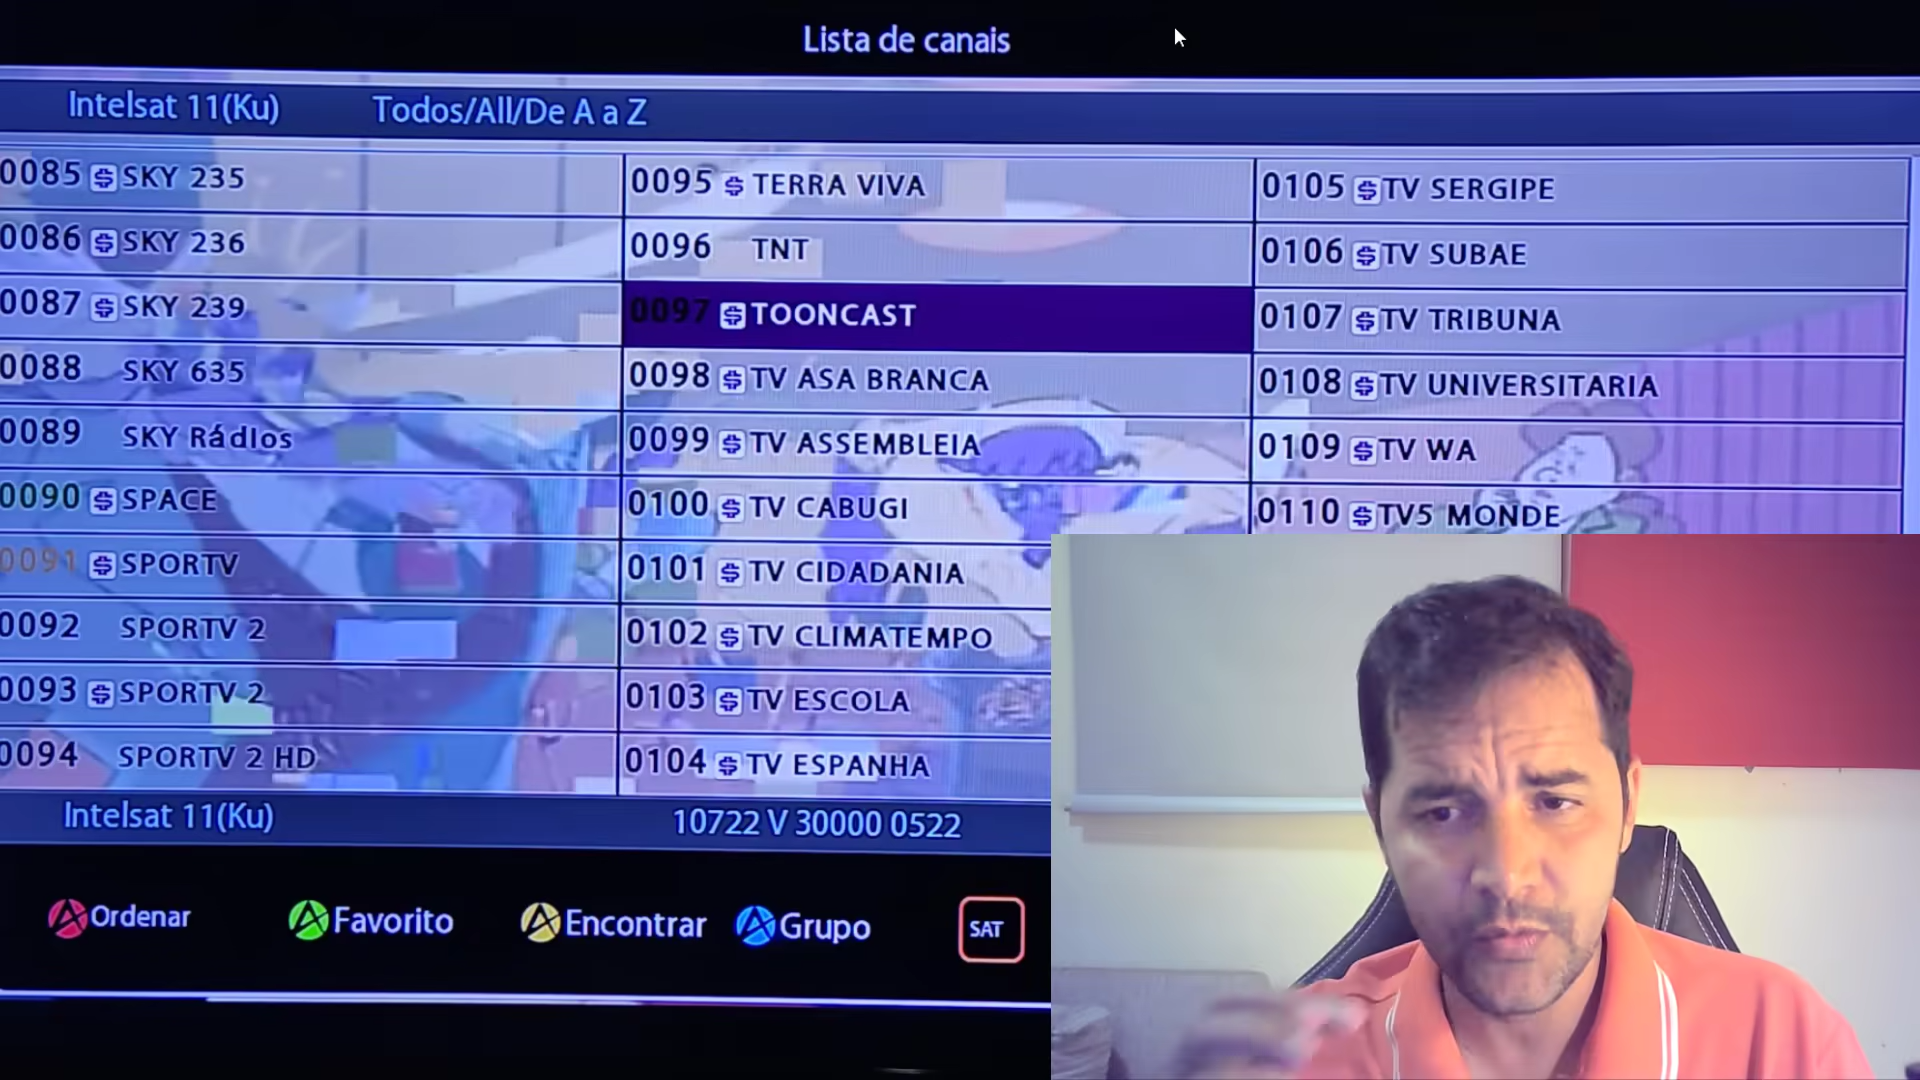 Lista de canais
Intelsat 11(Ku) Todos/All/De A a Z
0085 $ SKY 235
0086 $ SKY 236
0087 $ SKY 239
0088 SKY 635
0089 SKY RádIos
0090 $ SPACE
0091 $ SPORTV
0092 SPORTV 2
0093 $ SPORTV 2
0094 SPORTV 2 HD
0095 $ TERRA VIVA
0096 TNT
0097 $ TOONCAST
0098 $ TV ASA BRANCA
0099 $ TV ASSEMBLEIA
0100 $ TV CABUGI
0101 $ TV CIDADANIA
0102 $ TV CLIMATEMPO
0103 $ TV ESCOLA
0104 $ TV ESPANHA
0105 $ TV SERGIPE
0106 $ TV SUBAE
0107 $ TV TRIBUNA
0108 $ TV UNIVERSITARIA
0109 $ TV WA
0110 $ TV5 MONDE
Intelsat 11(Ku) 10722 V 30000 0522
Ordenar Favorito Encontrar Grupo SAT